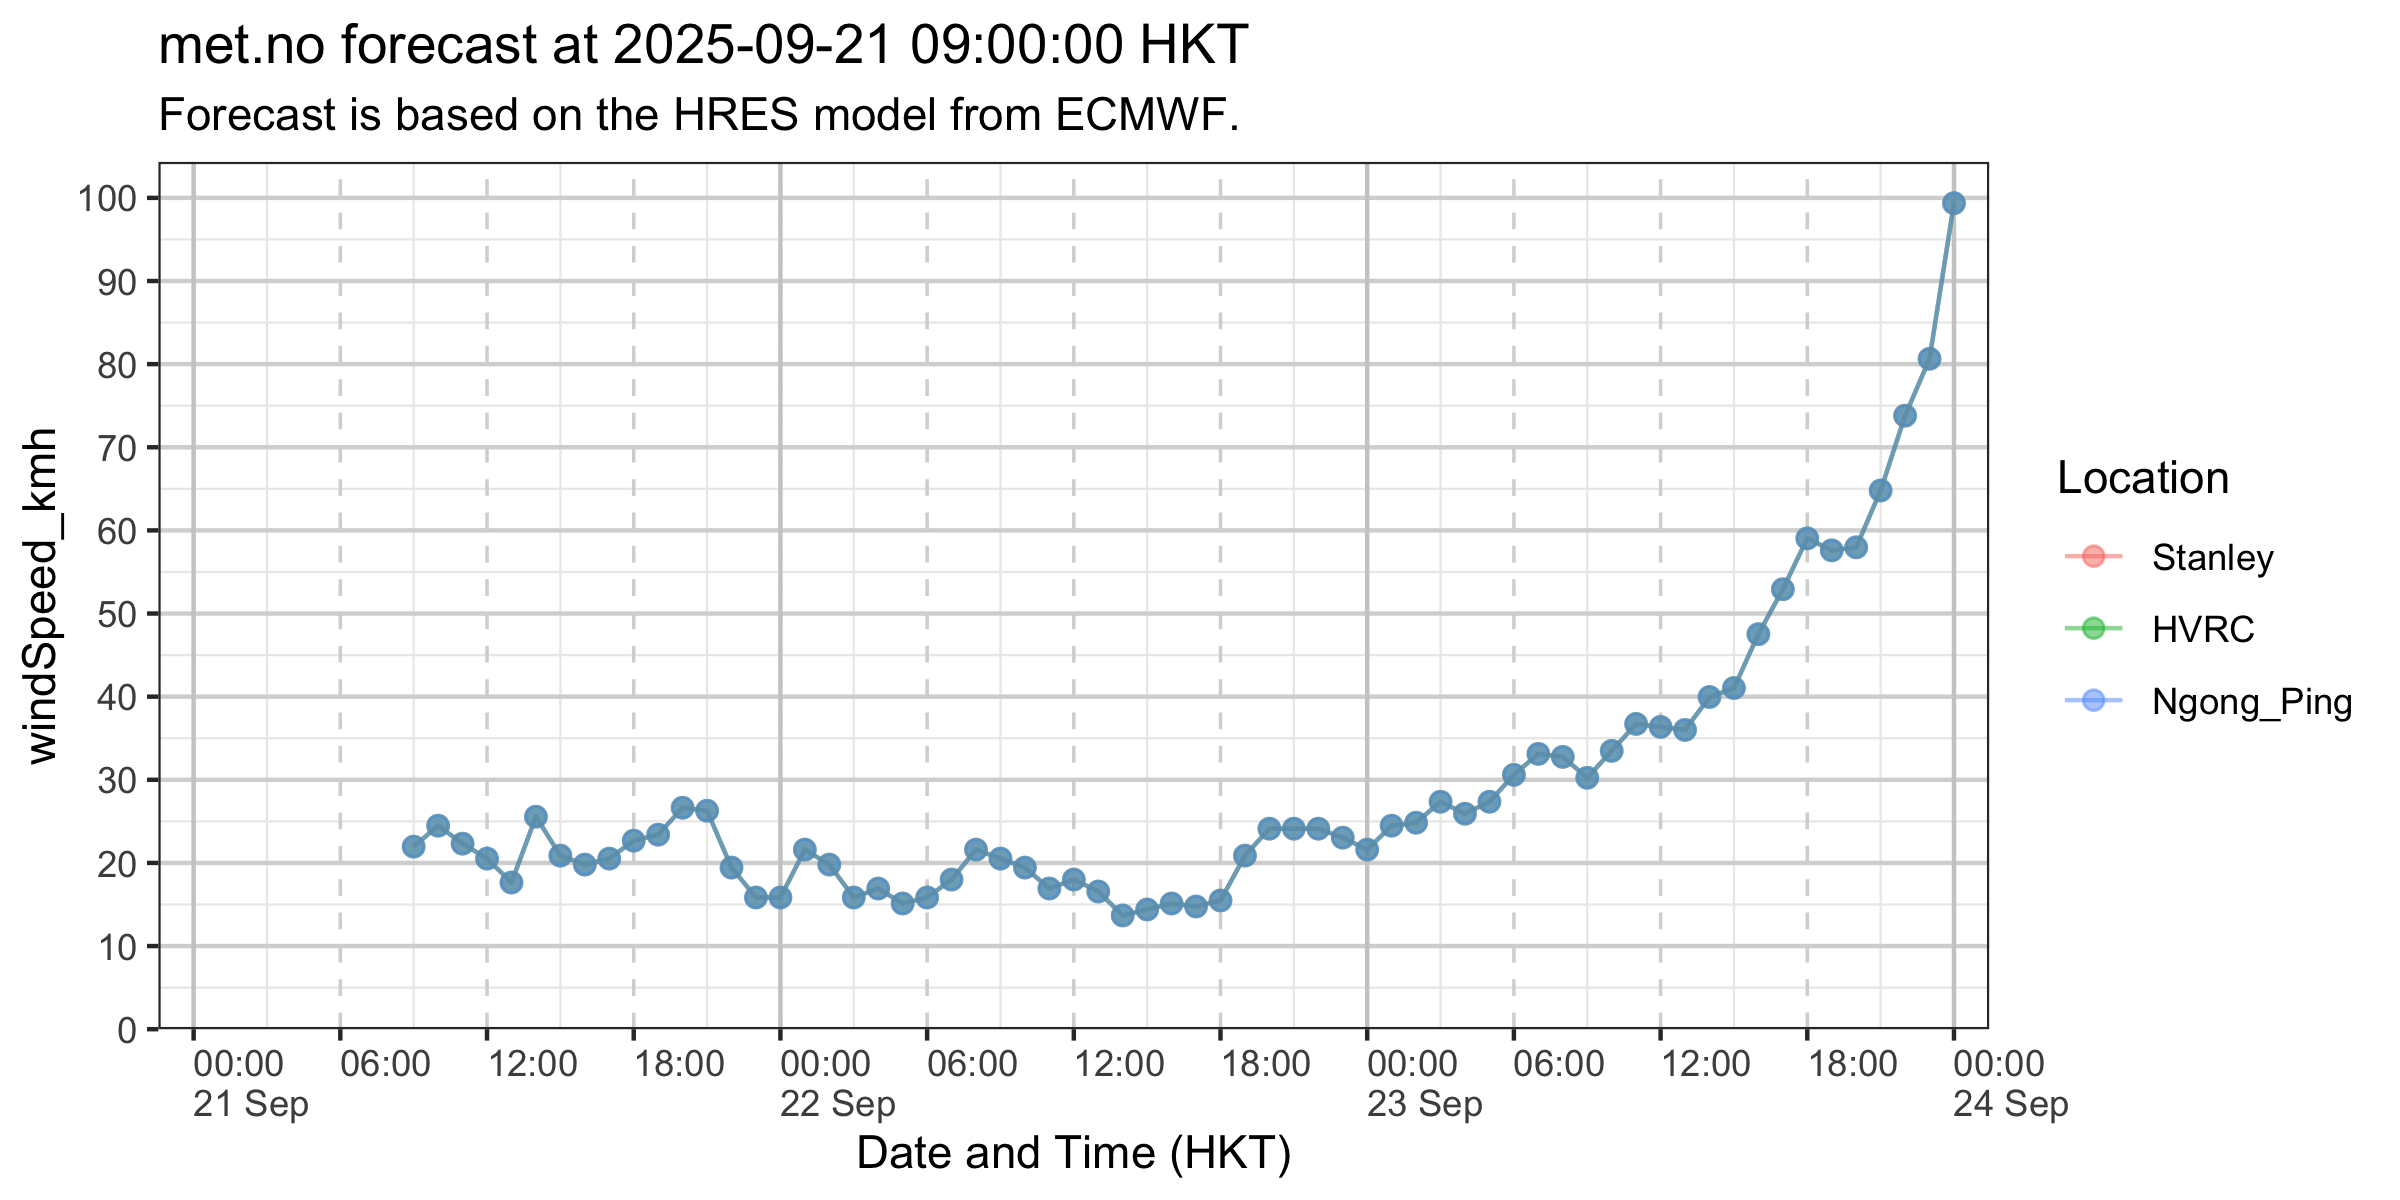 met.no forecast at 2025-09-21 09:00:00 HKT
Forecast is based on the HRES model from ECMWF.
windSpeed_kmh
100
90
80
70
60
50
40
30
20
10
0
00:00 06:00 12:00 18:00 00:00 06:00 12:00 18:00 00:00 06:00 12:00 18:00 00:00
21 Sep 22 Sep 23 Sep 24 Sep
Date and Time (HKT)
Location
Stanley
HVRC
Ngong_Ping